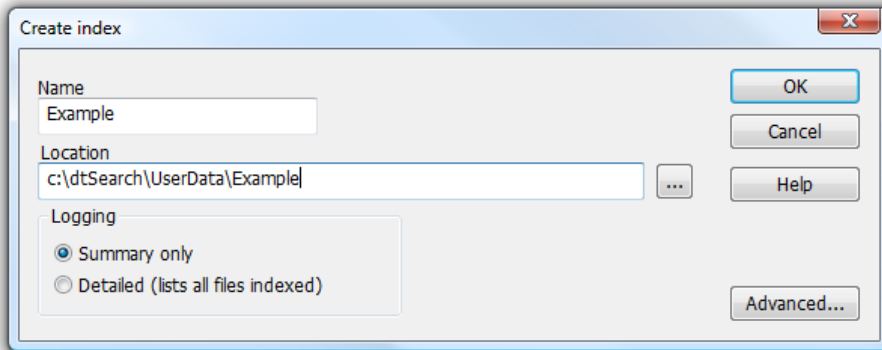 Create index
Name
Example
OK
Cancel
Location
c:\dtSearch\UserData\Example
...
Help
Logging
Summary only
Detailed (lists all files indexed)
Advanced...